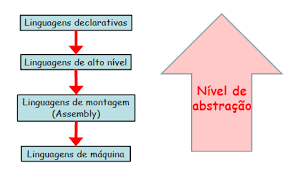 Linguagens declarativas
Linguagens de alto nível
Linguagens de montagem
(Assembly)
Linguagens de máquina
Nível de
abstração